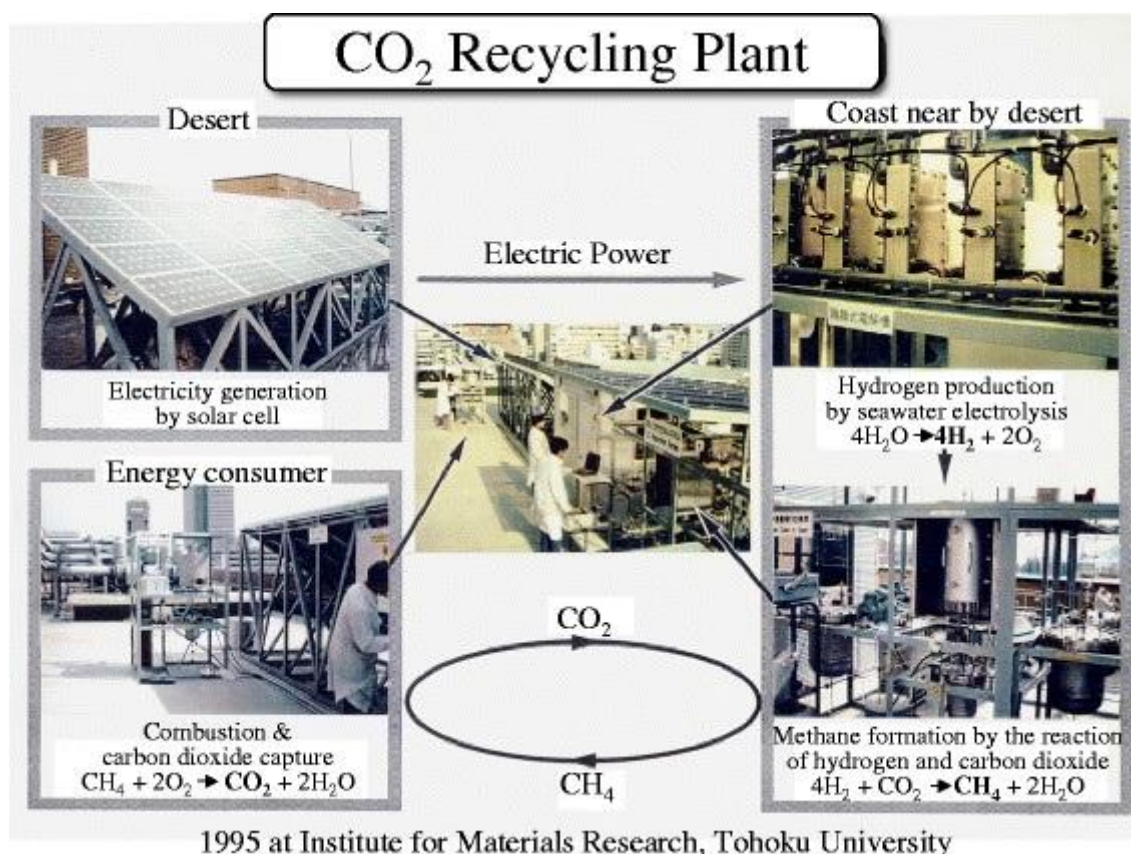 CO₂ Recycling Plant
Desert
Electricity generation
by solar cell
Electric Power
Coast near by desert
Hydrogen production
by seawater electrolysis
4H₂O → 4H₂ + 2O₂
Energy consumer
Combustion &
carbon dioxide capture
CH₄ + 2O₂ → CO₂ + 2H₂O
CO₂
CH₄
Methane formation by the reaction
of hydrogen and carbon dioxide
4H₂ + CO₂ → CH₄ + 2H₂O
1995 at Institute for Materials Research, Tohoku University